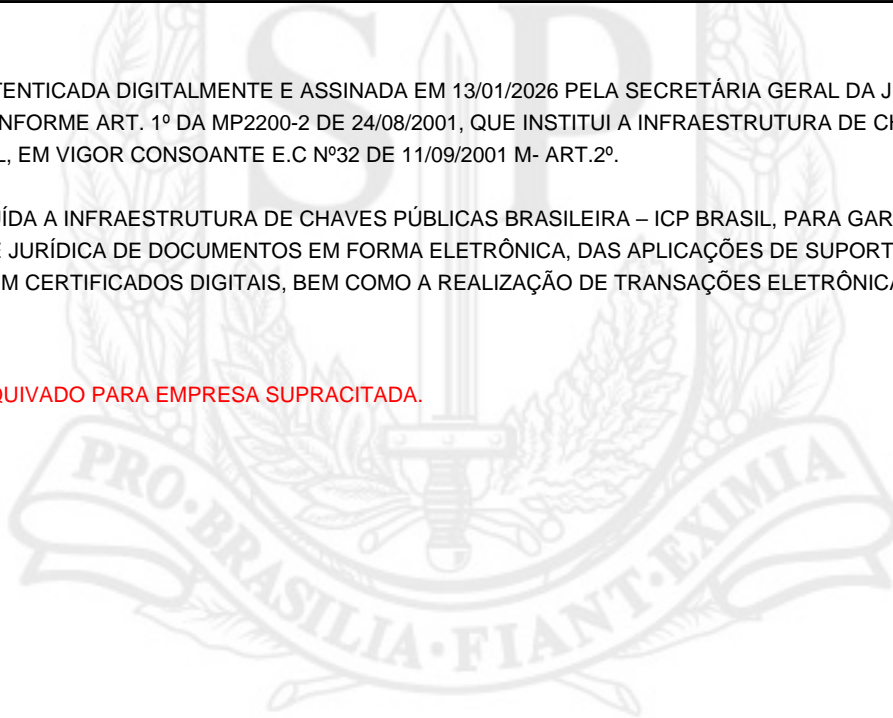 TENTICADA DIGITALMENTE E ASSINADA EM 13/01/2026 PELA SECRETÁRIA GERAL DA J
NFORME ART. 1º DA MP2200-2 DE 24/08/2001, QUE INSTITUI A INFRAESTRUTURA DE CH
L, EM VIGOR CONSOANTE E.C Nº32 DE 11/09/2001 M- ART.2º.
UÍDA A INFRAESTRUTURA DE CHAVES PÚBLICAS BRASILEIRA – ICP BRASIL, PARA GAR
E JURÍDICA DE DOCUMENTOS EM FORMA ELETRÔNICA, DAS APLICAÇÕES DE SUPORT
M CERTIFICADOS DIGITAIS, BEM COMO A REALIZAÇÃO DE TRANSAÇÕES ELETRÔNICA
QUIVADO PARA EMPRESA SUPRACITADA.
SP
PRO·BRASILIA·FIANT·EXIMIA